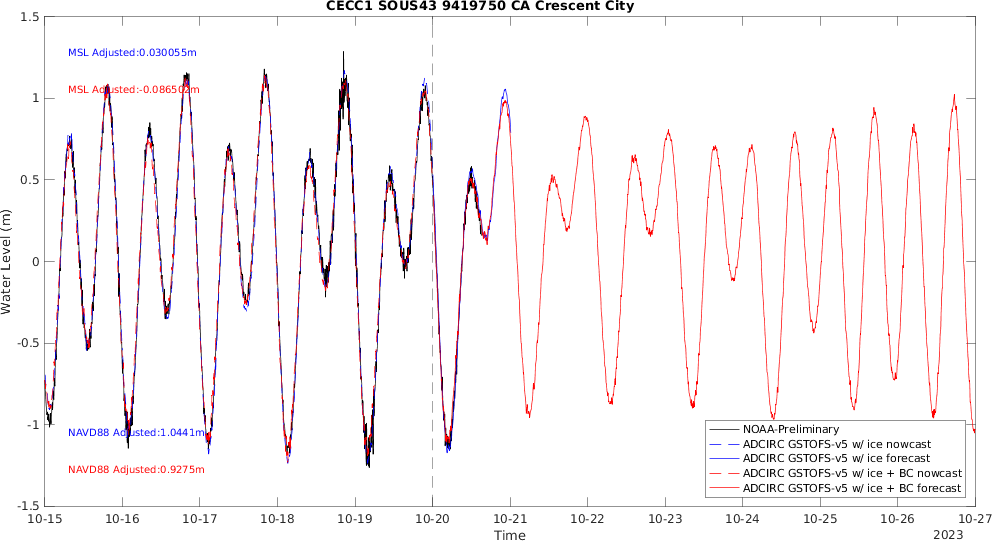 CECC1 SOUS43 9419750 CA Crescent City
1.5
1
0.5
0
-0.5
-1
-1.5
Water Level (m)
MSL Adjusted:0.030055m
MSL Adjusted:-0.086502m
NAVD88 Adjusted:1.0441m
NAVD88 Adjusted:0.9275m
NOAA-Preliminary
ADCIRC GSTOFS-v5 w/ ice nowcast
ADCIRC GSTOFS-v5 w/ ice forecast
ADCIRC GSTOFS-v5 w/ ice + BC nowcast
ADCIRC GSTOFS-v5 w/ ice + BC forecast
10-15 10-16 10-17 10-18 10-19 10-20 10-21 10-22 10-23 10-24 10-25 10-26 10-27
Time
2023